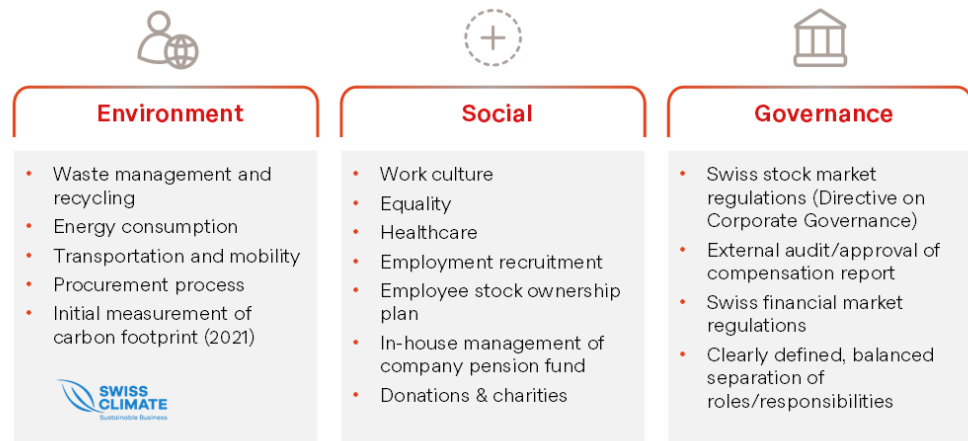 Environment
• Waste management and
recycling
• Energy consumption
• Transportation and mobility
• Procurement process
• Initial measurement of
carbon footprint (2021)
SWISS
CLIMATE
Sustainable Business
Social
• Work culture
• Equality
• Healthcare
• Employment recruitment
• Employee stock ownership
plan
• In-house management of
company pension fund
• Donations & charities
Governance
• Swiss stock market
regulations (Directive on
Corporate Governance)
• External audit/approval of
compensation report
• Swiss financial market
regulations
• Clearly defined, balanced
separation of
roles/responsibilities